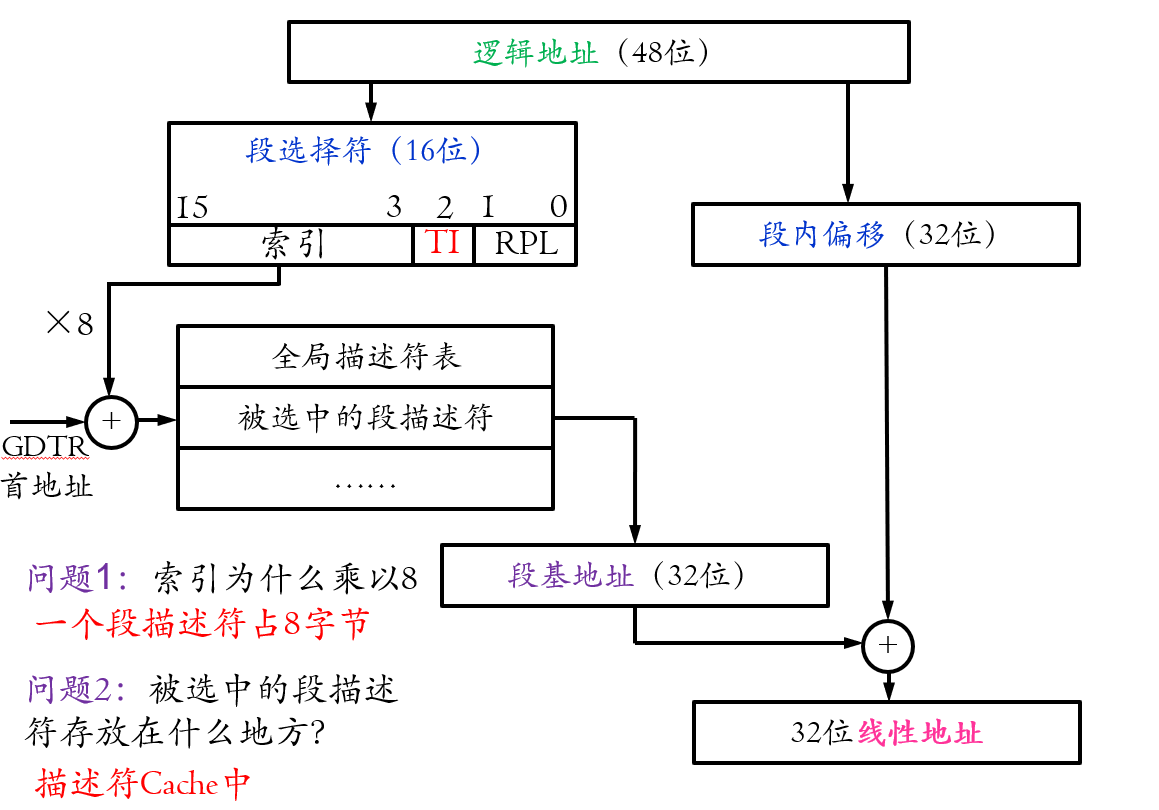 逻辑地址（48位）
段选择符（16位）
15 3 2 1 0
索引 TI RPL
段内偏移（32位）
×8
全局描述符表
+
被选中的段描述符
GDTR
首地址
……
段基地址（32位）
问题1：索引为什么乘以8
一个段描述符占8字节
+
问题2：被选中的段描述
符存放在什么地方?
32位线性地址
描述符Cache中